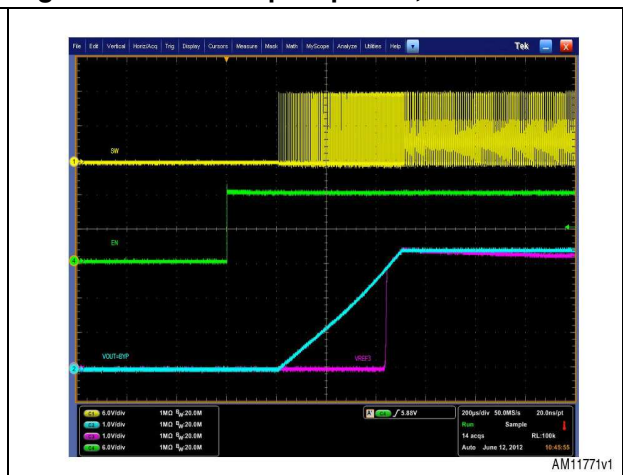 File Edit Vertical Horiz/Acq Trig Display Cursors Measure Mask Math MyScope Analyze Utilities Help Tek X
SW
1
EN
4
VOUT=BYP
VREF3
2
C1 6.0V/div 1MΩ BW:20.0M
1.0V/div 1MΩ BW:20.0M
1.0V/div 1MΩ BW:20.0M
C4 6.0V/div 1MΩ BW:20.0M
A' C4 5.88V
200µs/div 50.0MS/s 20.0ns/pt
Run Sample
14 acqs RL:100k
Auto June 12, 2012 10:45:55
AM11771v1